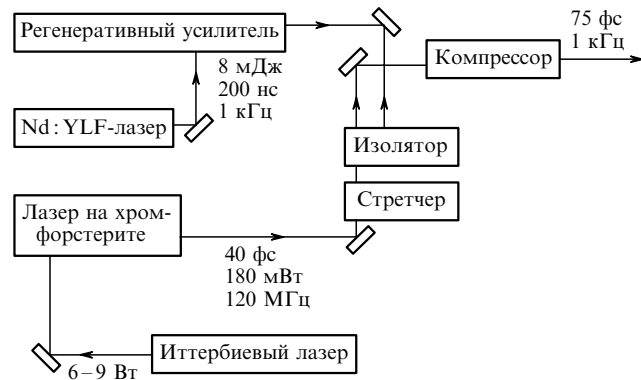 Регенеративный усилитель
8 мДж
200 нс
1 кГц
Nd : YLF-лазер
75 фс
1 кГц
Компрессор
Изолятор
Стретчер
Лазер на хром-
форстерите
40 фс
180 мВт
120 МГц
Иттербиевый лазер
6–9 Вт